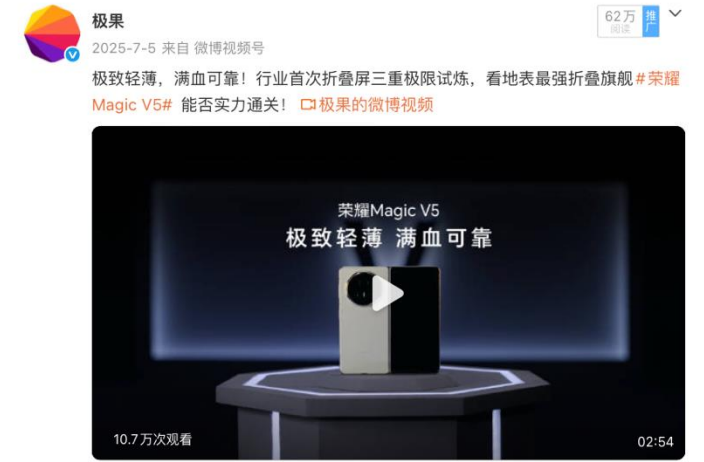 极果
62万
阅读
推广
2025-7-5 来自 微博视频号
极致轻薄，满血可靠！行业首次折叠屏三重极限试炼，看地表最强折叠旗舰#荣耀
Magic V5# 能否实力通关！ 极果的微博视频
荣耀Magic V5
极致轻薄 满血可靠
10.7万次观看
02:54